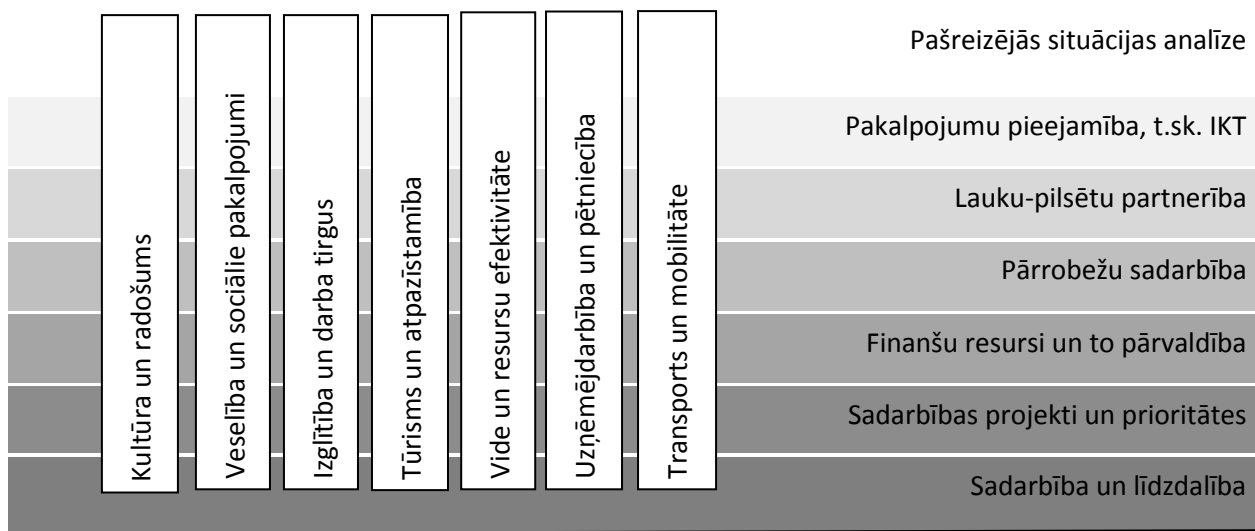 Kultūra un radošums
Veselība un sociālie pakalpojumi
Izglītība un darba tirgus
Tūrisms un atpazīstamība
Vide un resursu efektivitāte
Uzņēmējdarbība un pētniecība
Transports un mobilitāte
Pašreizējās situācijas analīze
Pakalpojumu pieejamība, t.sk. IKT
Lauku-pilsētu partnerība
Pārrobežu sadarbība
Finanšu resursi un to pārvaldība
Sadarbības projekti un prioritātes
Sadarbība un līdzdalība